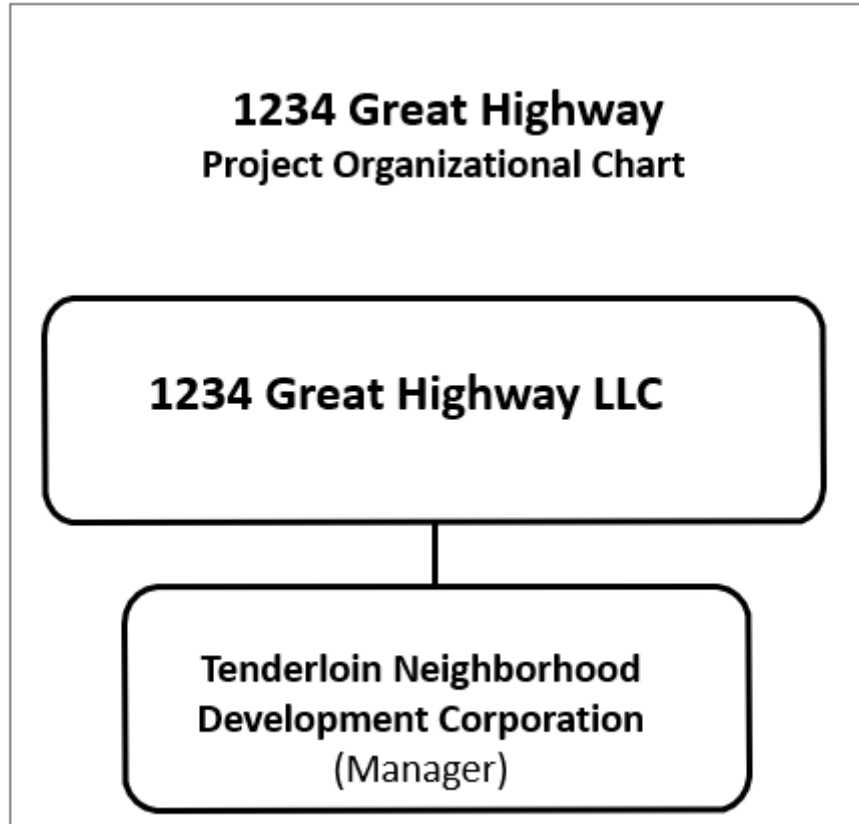 1234 Great Highway
Project Organizational Chart
1234 Great Highway LLC
Tenderloin Neighborhood
Development Corporation
(Manager)